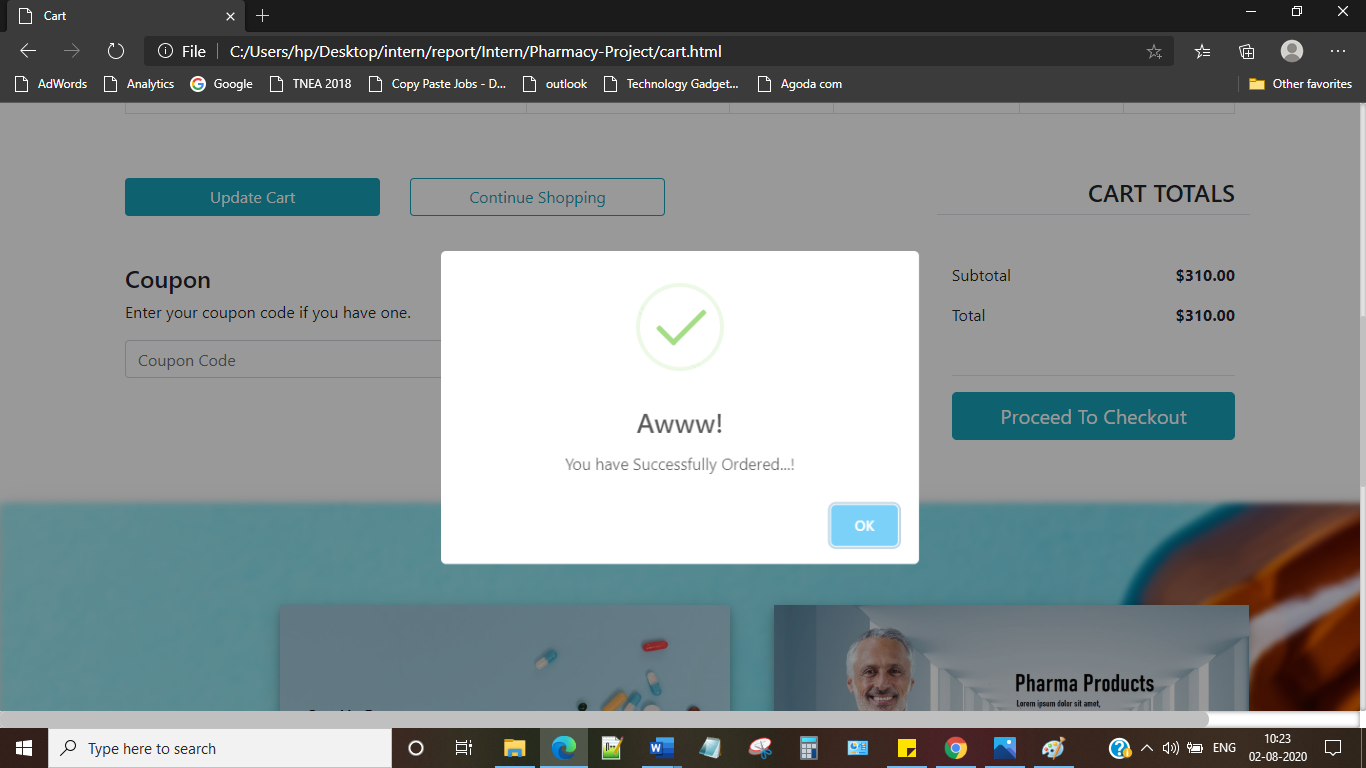 Cart
File
C:/Users/hp/Desktop/intern/report/Intern/Pharmacy-Project/cart.html
AdWords
Analytics
Google
TNEA 2018
Copy Paste Jobs - D...
outlook
Technology Gadget...
Agoda com
Other favorites
Update Cart
Continue Shopping
CART TOTALS
Coupon
Enter your coupon code if you have one.
Coupon Code
Subtotal $310.00
Total $310.00
Proceed To Checkout
Awww!
You have Successfully Ordered...!
OK
Pharma Products
Lorem ipsum dolor sit amet,
Type here to search
ENG
10:23
02-08-2020